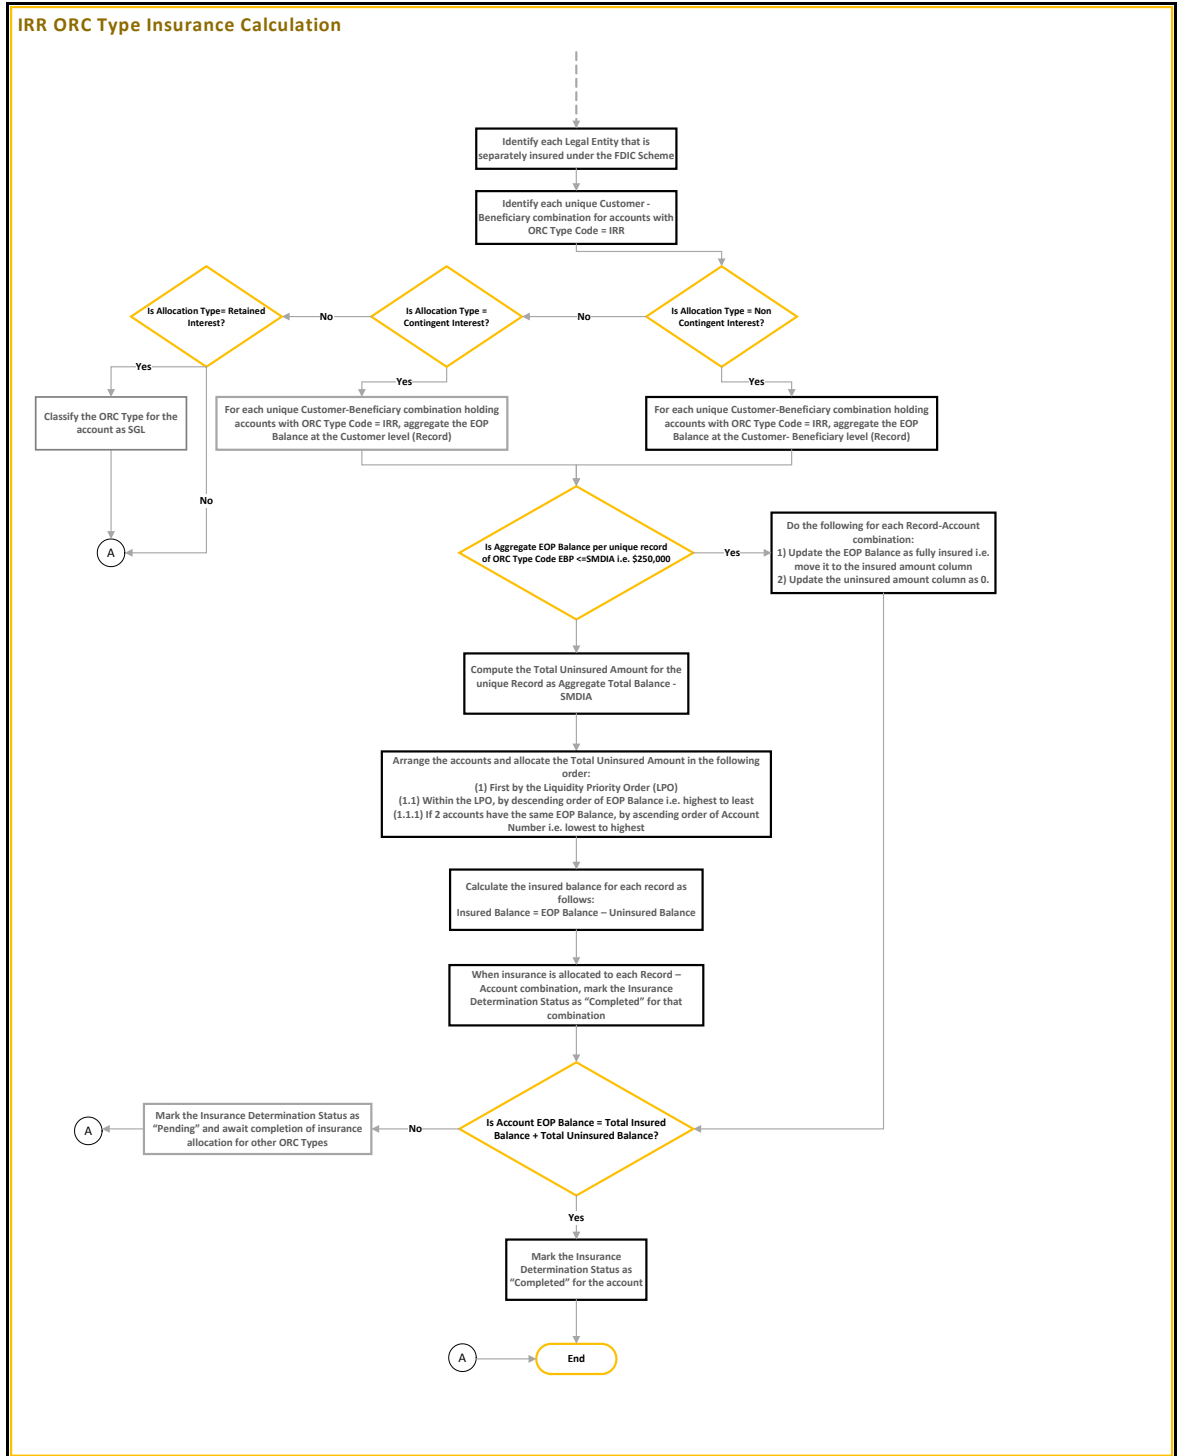 IRR ORC Type Insurance Calculation
Identify each Legal Entity that is
separately insured under the FDIC Scheme
Identify each unique Customer -
Beneficiary combination for accounts with
ORC Type Code = IRR
Is Allocation Type= Retained
Interest?
No
Is Allocation Type =
Contingent Interest?
No
Is Allocation Type = Non
Contingent Interest?
Yes
Yes
Yes
Classify the ORC Type for the
account as SGL
For each unique Customer-Beneficiary combination holding
accounts with ORC Type Code = IRR, aggregate the EOP
Balance at the Customer level (Record)
For each unique Customer-Beneficiary combination holding
accounts with ORC Type Code = IRR, aggregate the EOP
Balance at the Customer- Beneficiary level (Record)
No
A
Is Aggregate EOP Balance per unique record
of ORC Type Code EBP <=SMDIA i.e. $250,000
Yes
Do the following for each Record-Account
combination:
1) Update the EOP Balance as fully insured i.e.
move it to the insured amount column
2) Update the uninsured amount column as 0.
Compute the Total Uninsured Amount for the
unique Record as Aggregate Total Balance -
SMDIA
Arrange the accounts and allocate the Total Uninsured Amount in the following
order:
(1) First by the Liquidity Priority Order (LPO)
(1.1) Within the LPO, by descending order of EOP Balance i.e. highest to least
(1.1.1) If 2 accounts have the same EOP Balance, by ascending order of Account
Number i.e. lowest to highest
Calculate the insured balance for each record as
follows:
Insured Balance = EOP Balance – Uninsured Balance
When insurance is allocated to each Record –
Account combination, mark the Insurance
Determination Status as “Completed” for that
combination
A
Mark the Insurance Determination Status as
“Pending” and await completion of insurance
allocation for other ORC Types
No
Is Account EOP Balance = Total Insured
Balance + Total Uninsured Balance?
Yes
Mark the Insurance
Determination Status as
“Completed” for the account
A
End